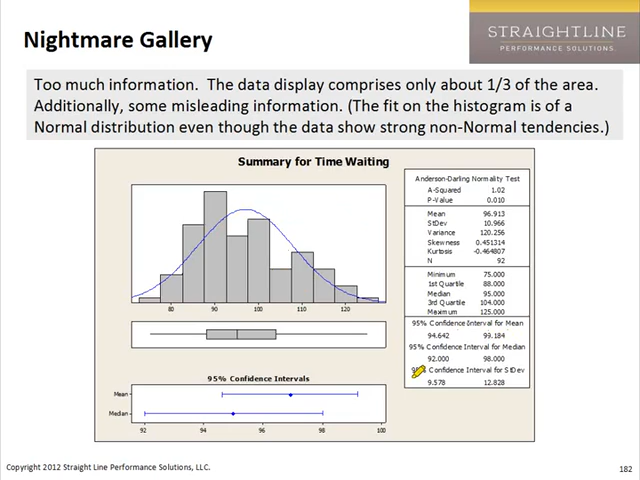 Nightmare Gallery
STRAIGHTLINE
PERFORMANCE SOLUTIONS
Too much information. The data display comprises only about 1/3 of the area.
Additionally, some misleading information. (The fit on the histogram is of a
Normal distribution even though the data show strong non-Normal tendencies.)
Summary for Time Waiting
80 90 100 110 120
95% Confidence Intervals
Mean
Median
92 94 96 98 100
Anderson-Darling Normality Test
A-Squared 1.02
P-Value 0.010
Mean 96.913
StDev 10.966
Variance 120.256
Skewness 0.451314
Kurtosis -0.464807
N 92
Minimum 75.000
1st Quartile 88.000
Median 95.000
3rd Quartile 104.000
Maximum 125.000
95% Confidence Interval for Mean
94.642 99.184
95% Confidence Interval for Median
92.000 98.000
95% Confidence Interval for StDev
9.578 12.828
Copyright 2012 Straight Line Performance Solutions, LLC.
182